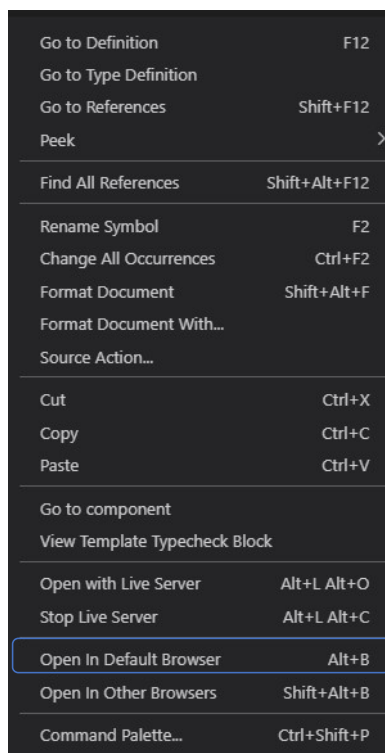 Go to Definition F12
Go to Type Definition
Go to References Shift+F12
Peek
Find All References Shift+Alt+F12
Rename Symbol F2
Change All Occurrences Ctrl+F2
Format Document Shift+Alt+F
Format Document With...
Source Action...
Cut Ctrl+X
Copy Ctrl+C
Paste Ctrl+V
Go to component
View Template Typecheck Block
Open with Live Server Alt+L Alt+O
Stop Live Server Alt+L Alt+C
Open In Default Browser Alt+B
Open In Other Browsers Shift+Alt+B
Command Palette... Ctrl+Shift+P